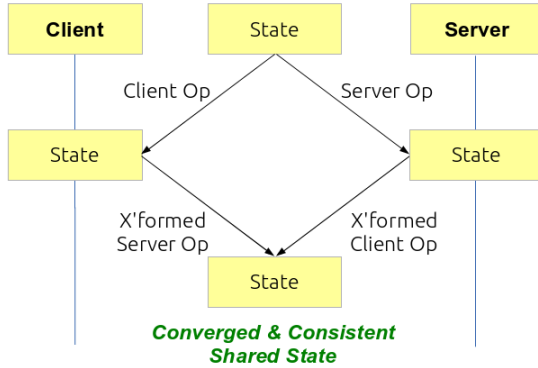 Client
State
Server
Client Op
Server Op
State
State
X'formed
Server Op
X'formed
Client Op
State
Converged & Consistent
Shared State